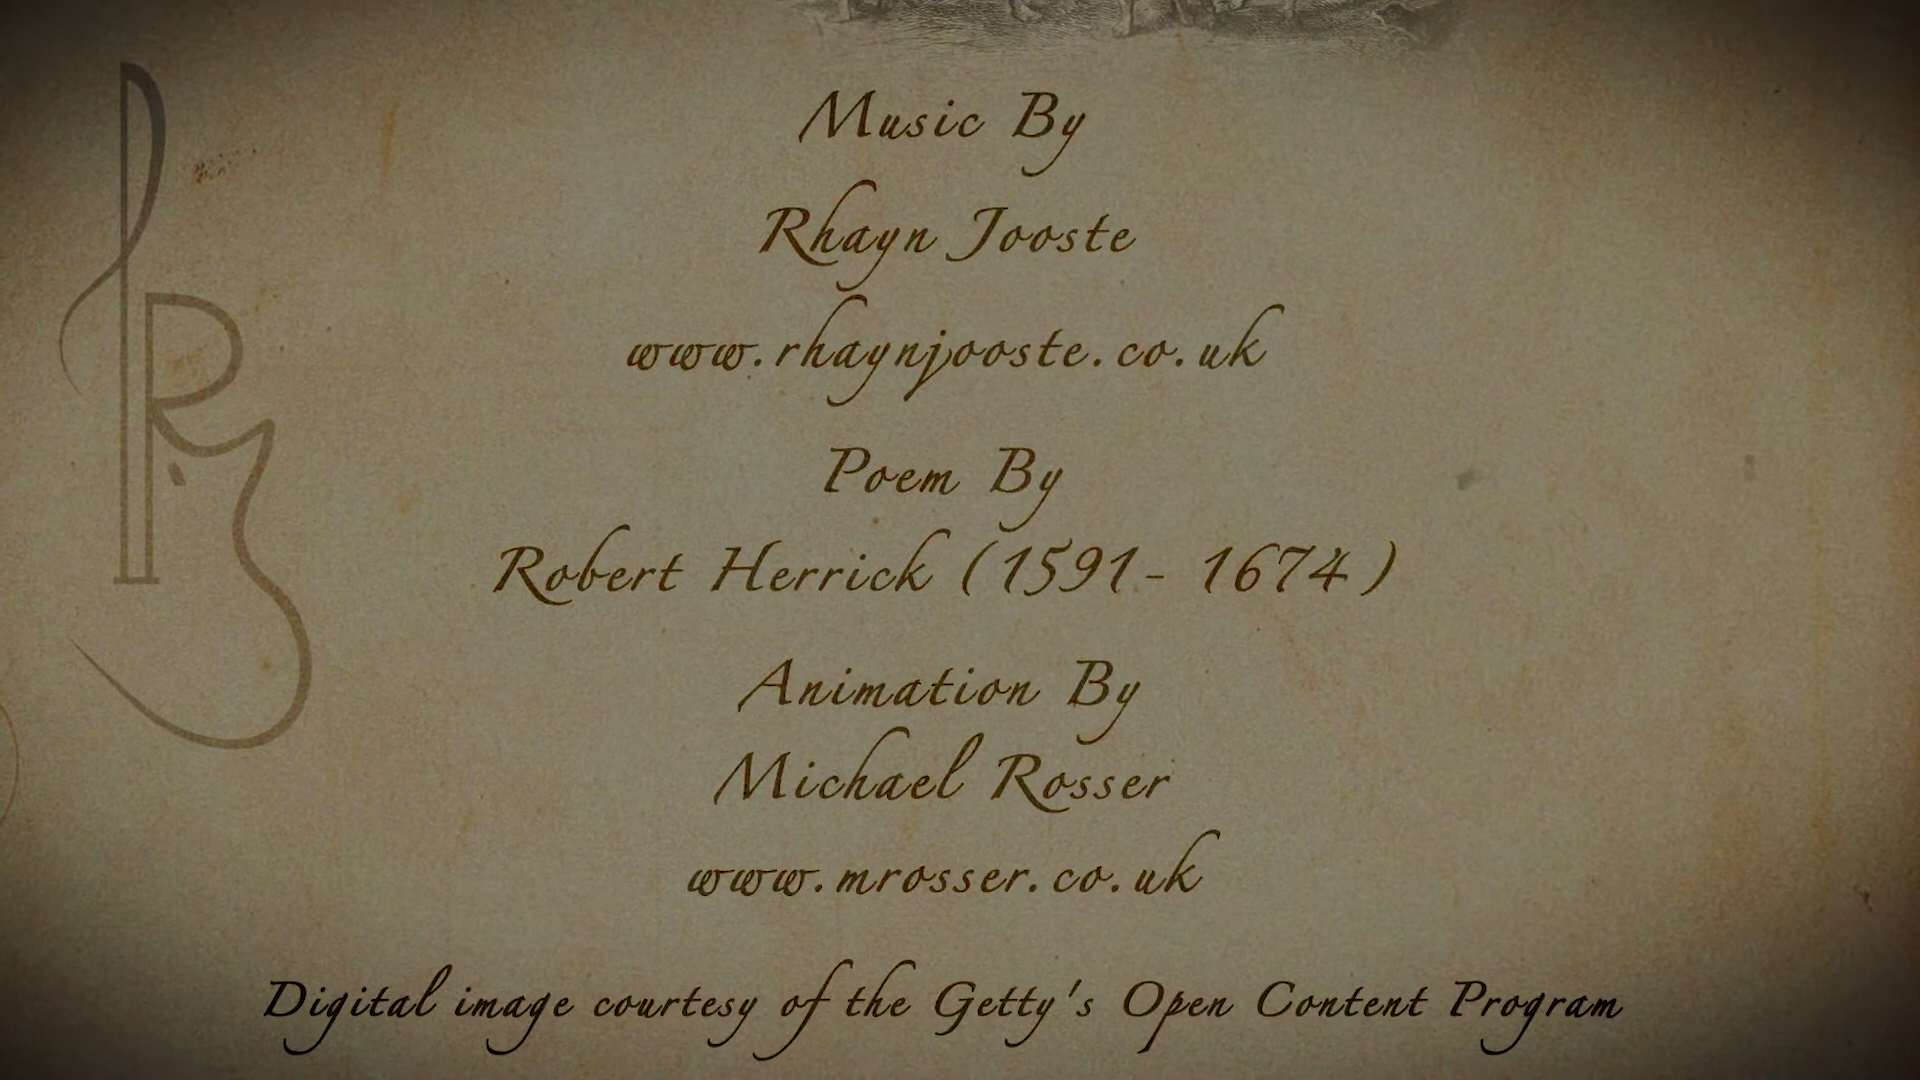 Music By
Rhayn Jooste
www.rhaynjooste.co.uk
Poem By
Robert Herrick (1591- 1674)
Animation By
Michael Rosser
www.mrosser.co.uk
Digital image courtesy of the Getty's Open Content Program